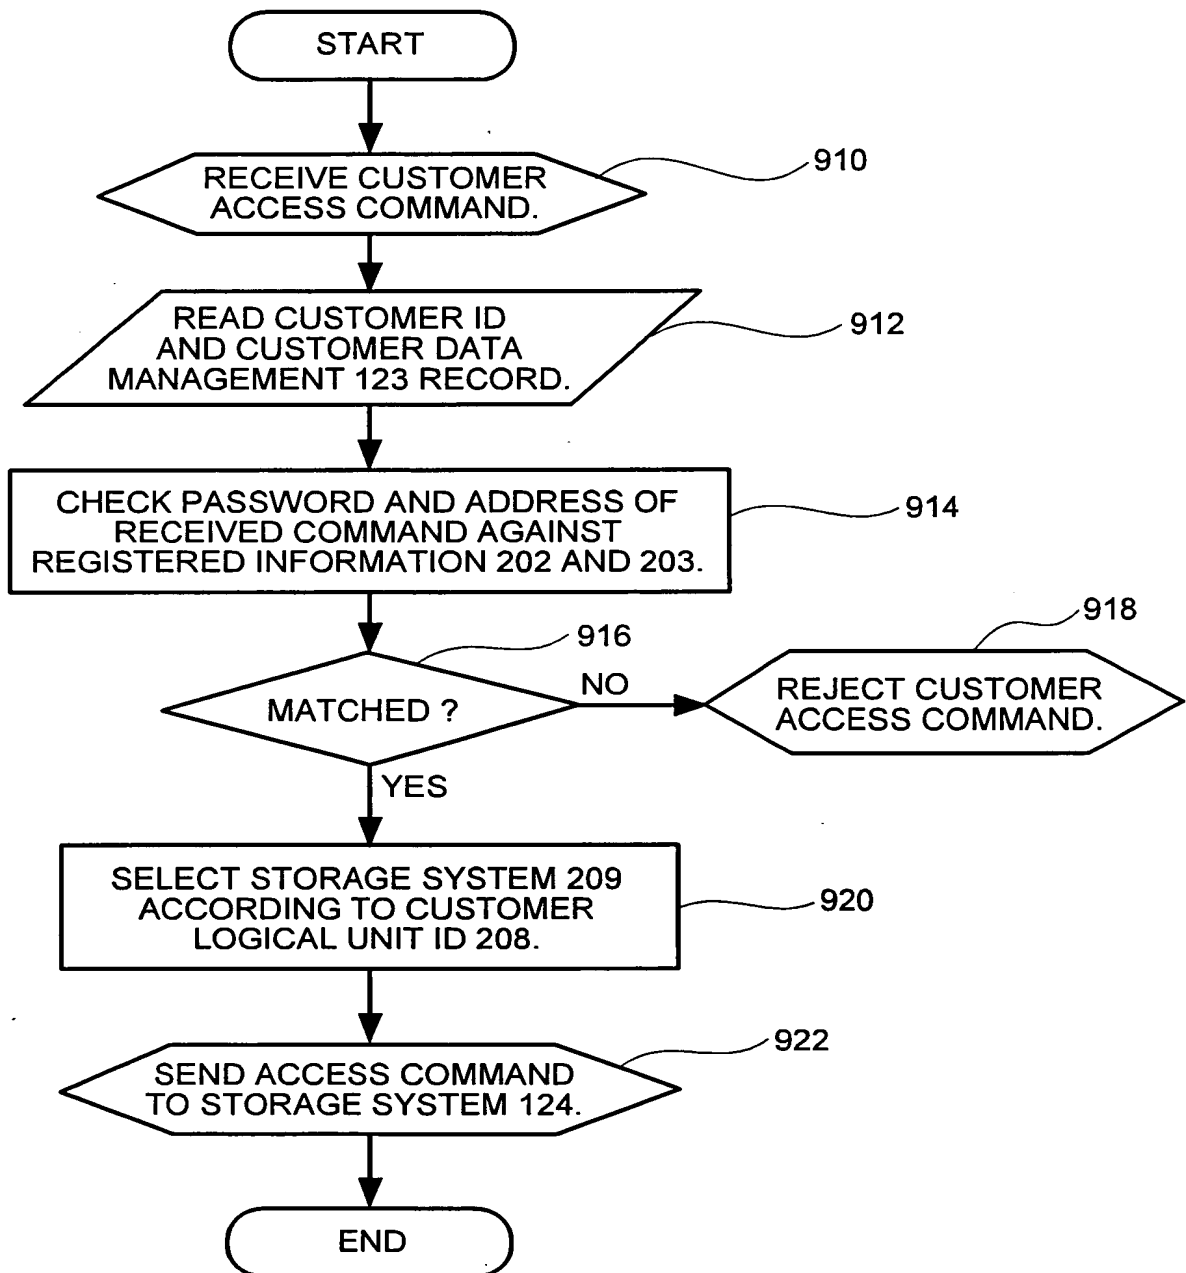 START
RECEIVE CUSTOMER
ACCESS COMMAND.
910
READ CUSTOMER ID
AND CUSTOMER DATA
MANAGEMENT 123 RECORD.
912
CHECK PASSWORD AND ADDRESS OF
RECEIVED COMMAND AGAINST
REGISTERED INFORMATION 202 AND 203.
914
916
MATCHED ?
NO
918
REJECT CUSTOMER
ACCESS COMMAND.
YES
SELECT STORAGE SYSTEM 209
ACCORDING TO CUSTOMER
LOGICAL UNIT ID 208.
920
SEND ACCESS COMMAND
TO STORAGE SYSTEM 124.
922
END